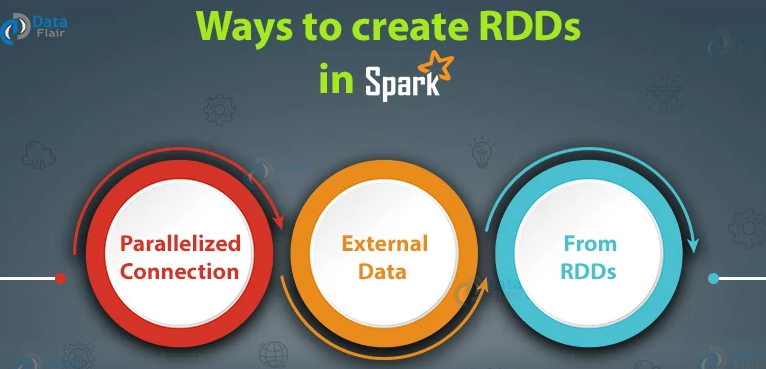 Data
Flair
Ways to create RDDs
in Spark
Parallelized
Connection
External
Data
From
RDDs